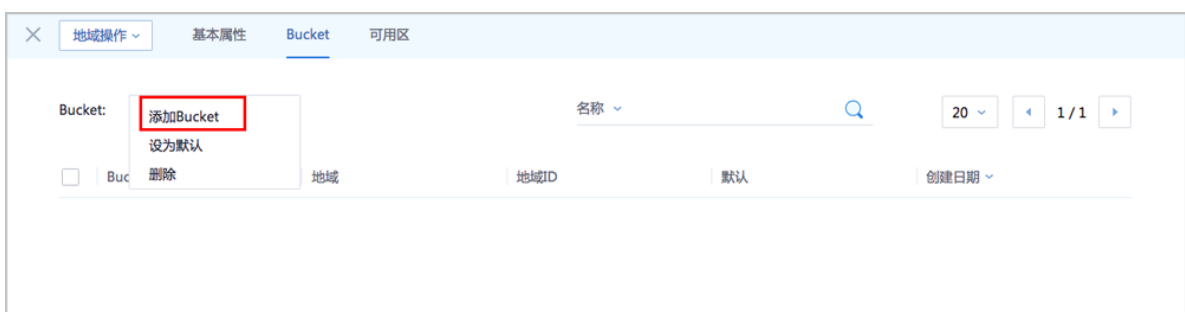 地域操作 基本属性 Bucket 可用区
Bucket: 名称 20 1 / 1
添加Bucket
设为默认
删除
Buc 地域 地域ID 默认 创建日期